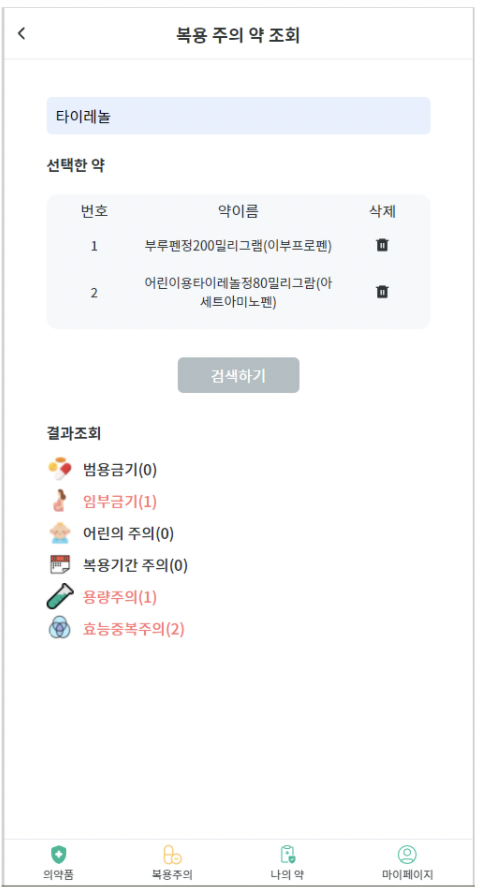 복용 주의 약 조회
타이레놀
선택한 약
번호 약이름 삭제
1 부루펜정200밀리그램(이부프로펜)
어린이용타이레놀정80밀리그람(아
2
세트아미노펜)
검색하기
결과조회
범용금기(0)
임부금기(1)
어린의 주의(0)
복용기간 주의(0)
용량주의(1)
효능중복주의(2)
의약품 복용주의 나의 약 마이페이지